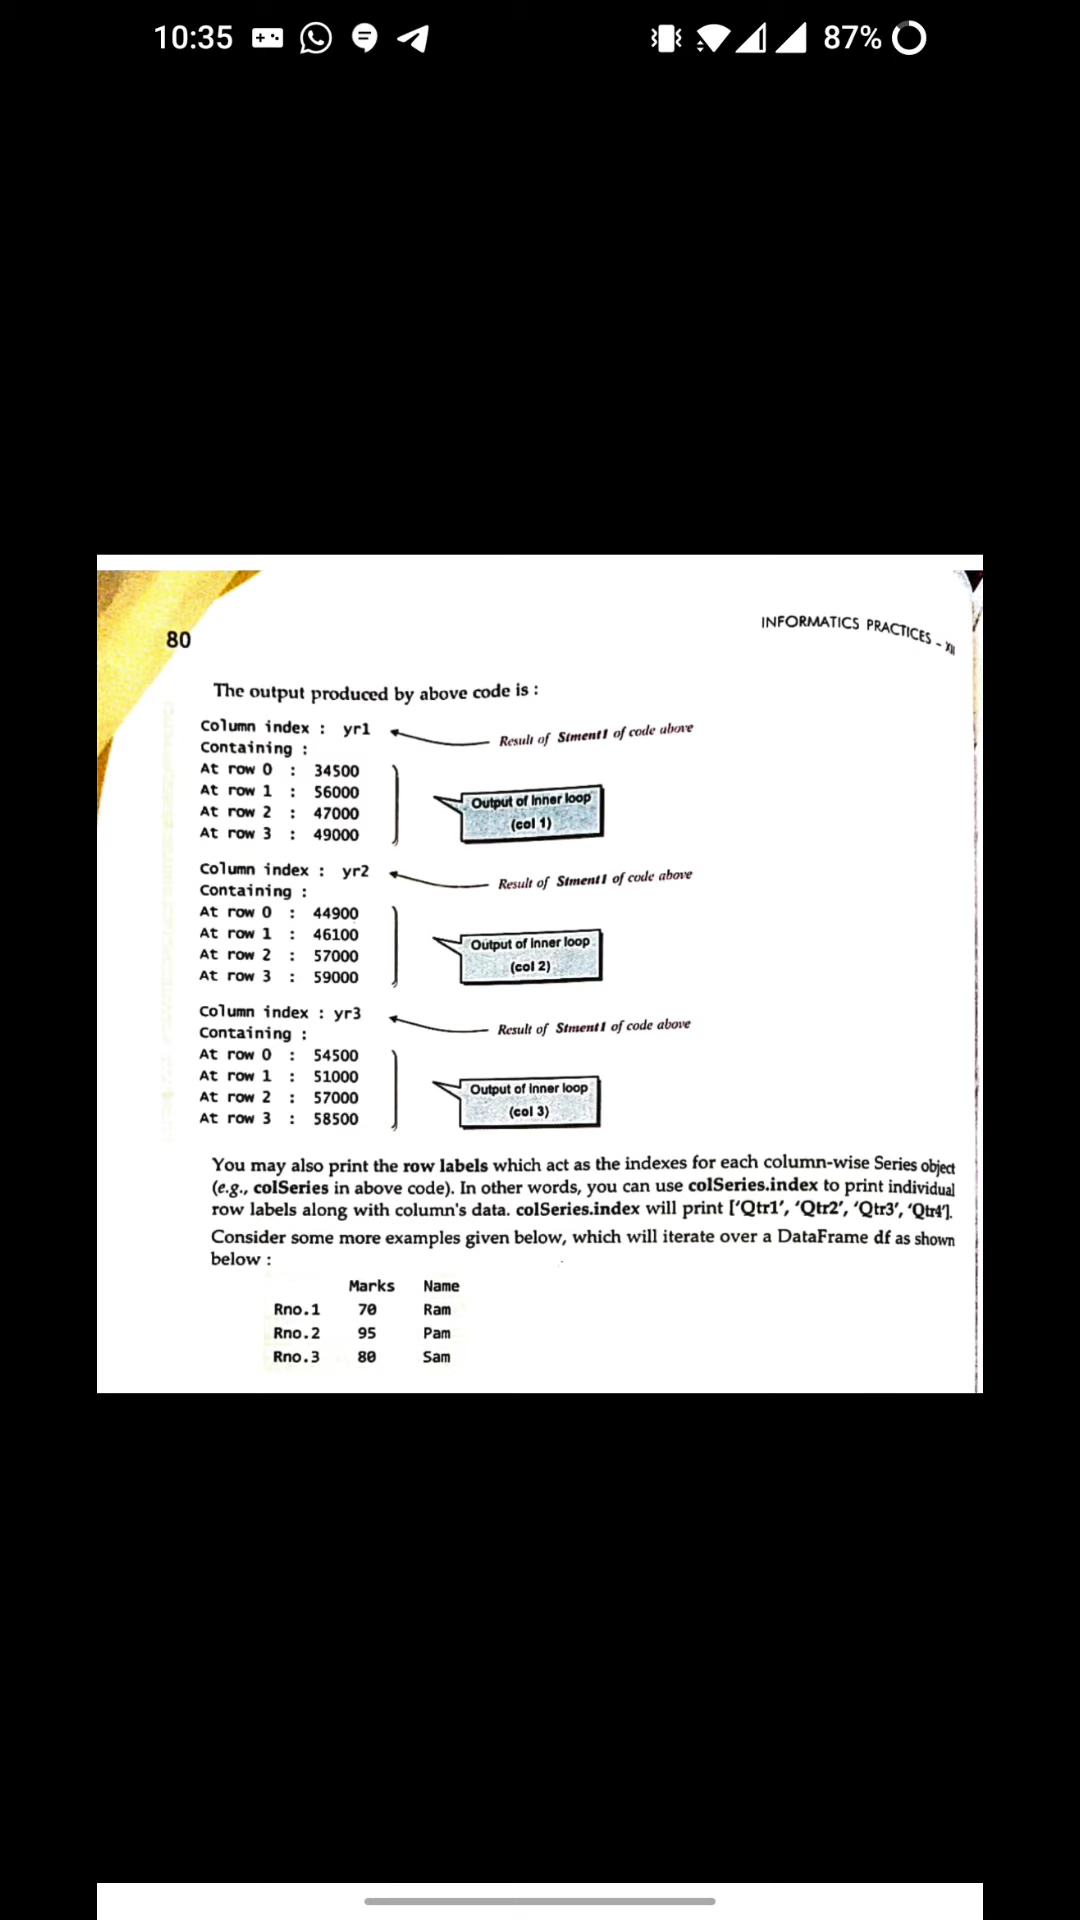 10:35
87%
80
INFORMATICS PRACTICES - XII
The output produced by above code is :
Column index : yr1
Result of Stment1 of code above
Containing :
At row 0 : 34500
At row 1 : 56000
At row 2 : 47000
At row 3 : 49000
Output of inner loop
(col 1)
Column index : yr2
Result of Stment1 of code above
Containing :
At row 0 : 44900
At row 1 : 46100
At row 2 : 57000
At row 3 : 59000
Output of inner loop
(col 2)
Column index : yr3
Result of Stment1 of code above
Containing :
At row 0 : 54500
At row 1 : 51000
At row 2 : 57000
At row 3 : 58500
Output of inner loop
(col 3)
You may also print the row labels which act as the indexes for each column-wise Series object
(e.g., colSeries in above code). In other words, you can use colSeries.index to print individual
row labels along with column's data. colSeries.index will print ['Qtr1', 'Qtr2', 'Qtr3', 'Qtr4'].
Consider some more examples given below, which will iterate over a DataFrame df as shown
below :
Marks Name
Rno.1 70 Ram
Rno.2 95 Pam
Rno.3 80 Sam